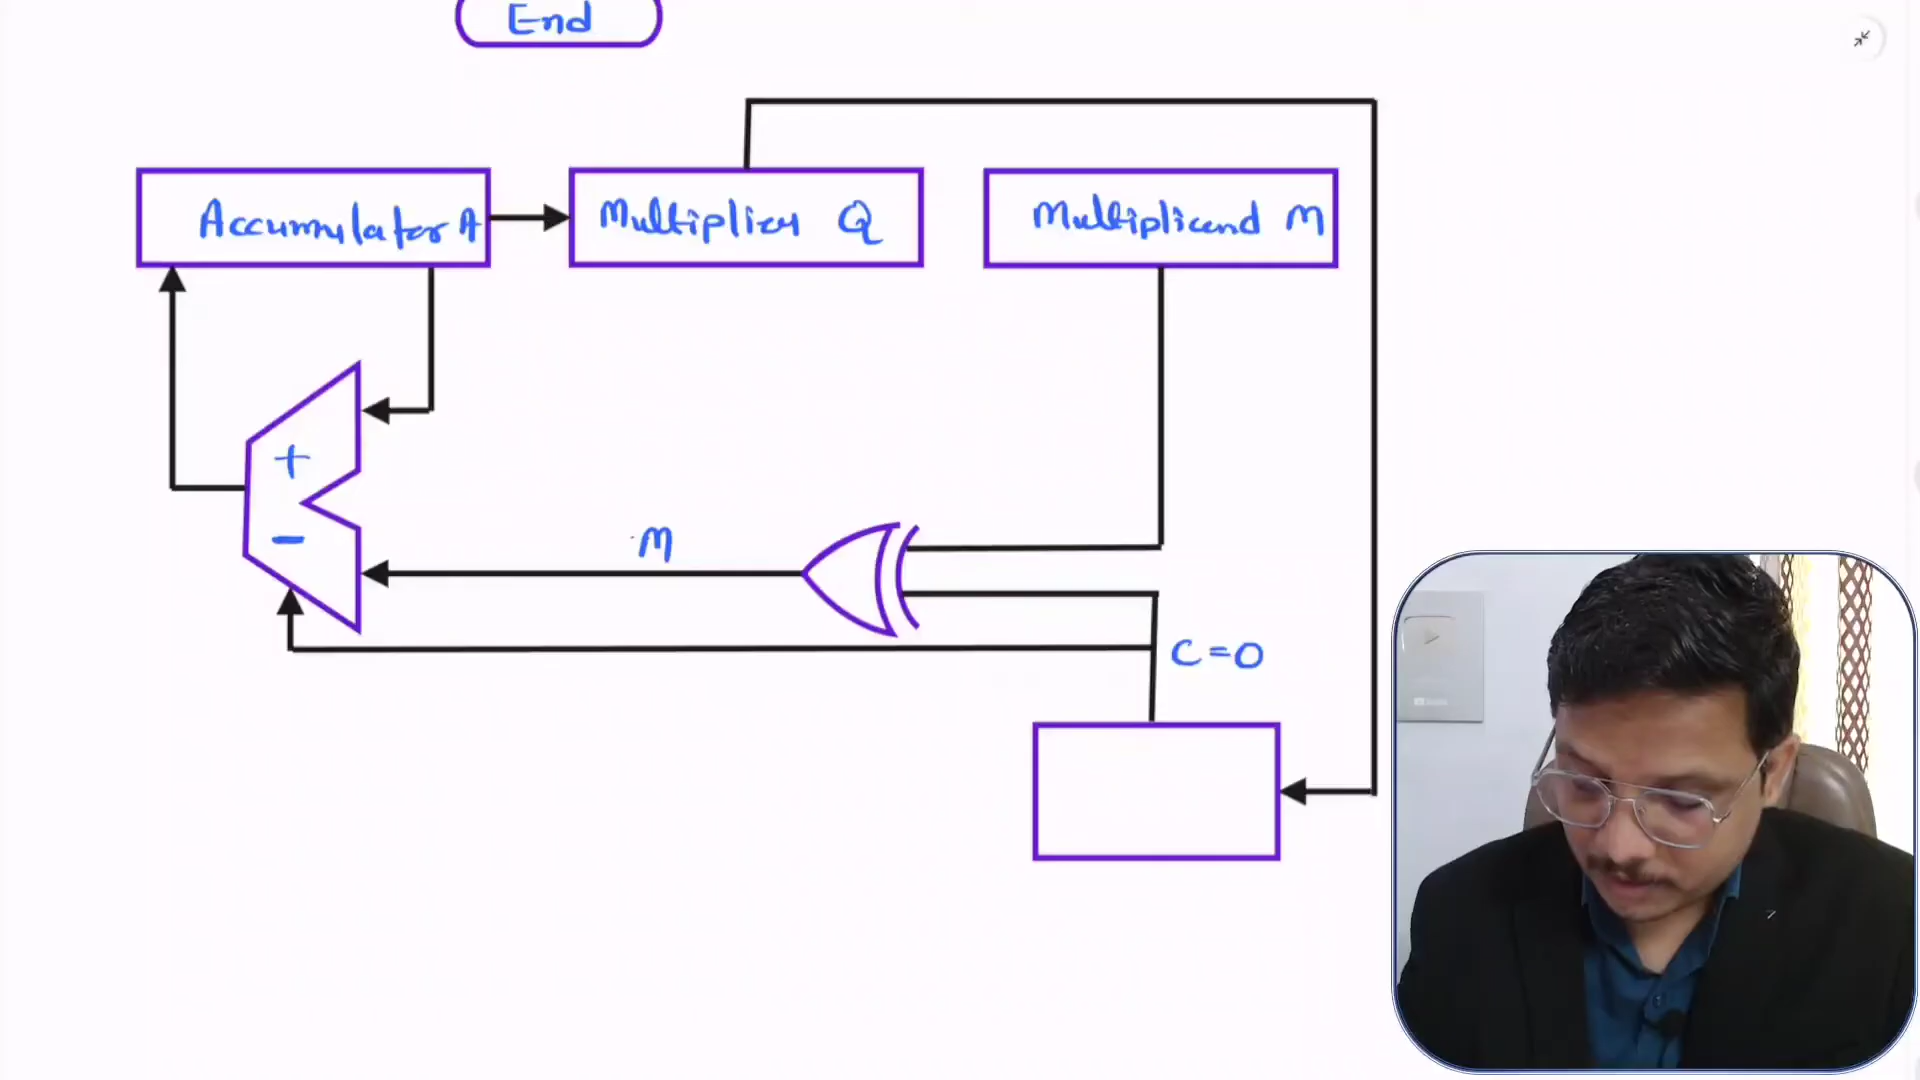 End
Accumulator A
Multiplier Q
Multiplicand M
+
-
M
C=0